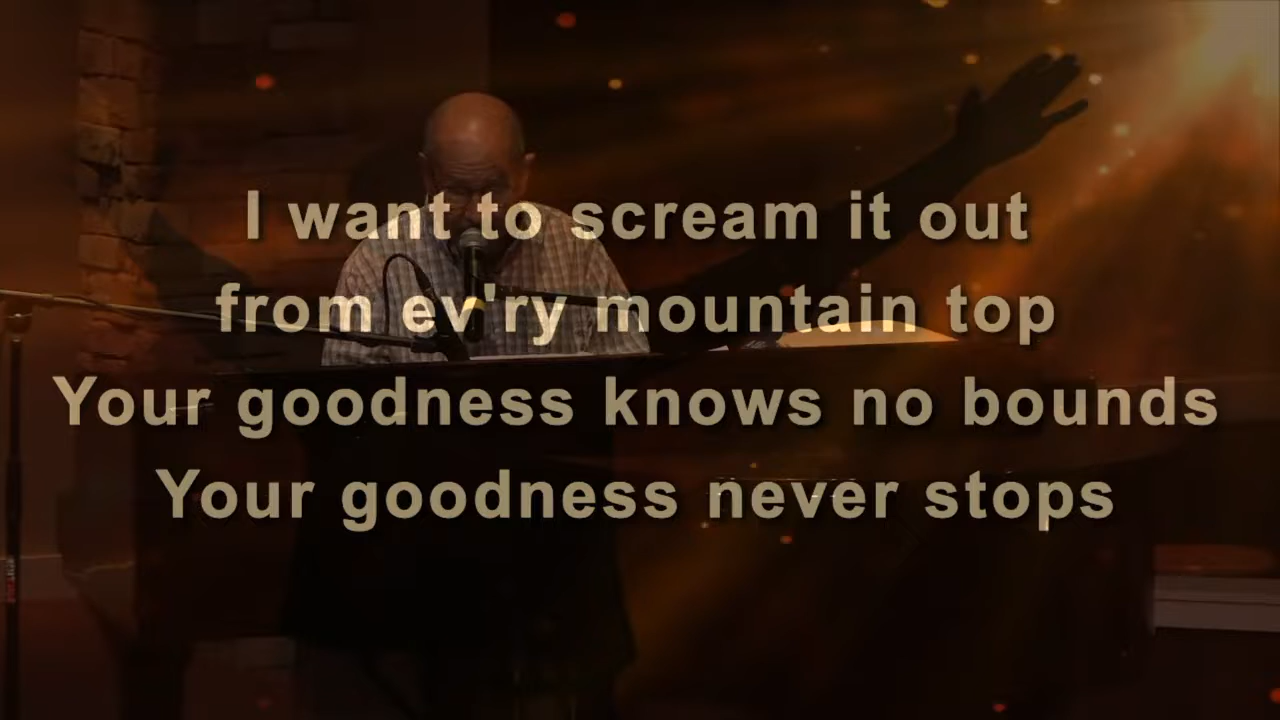 I want to scream it out
from ev'ry mountain top
Your goodness knows no bounds
Your goodness never stops